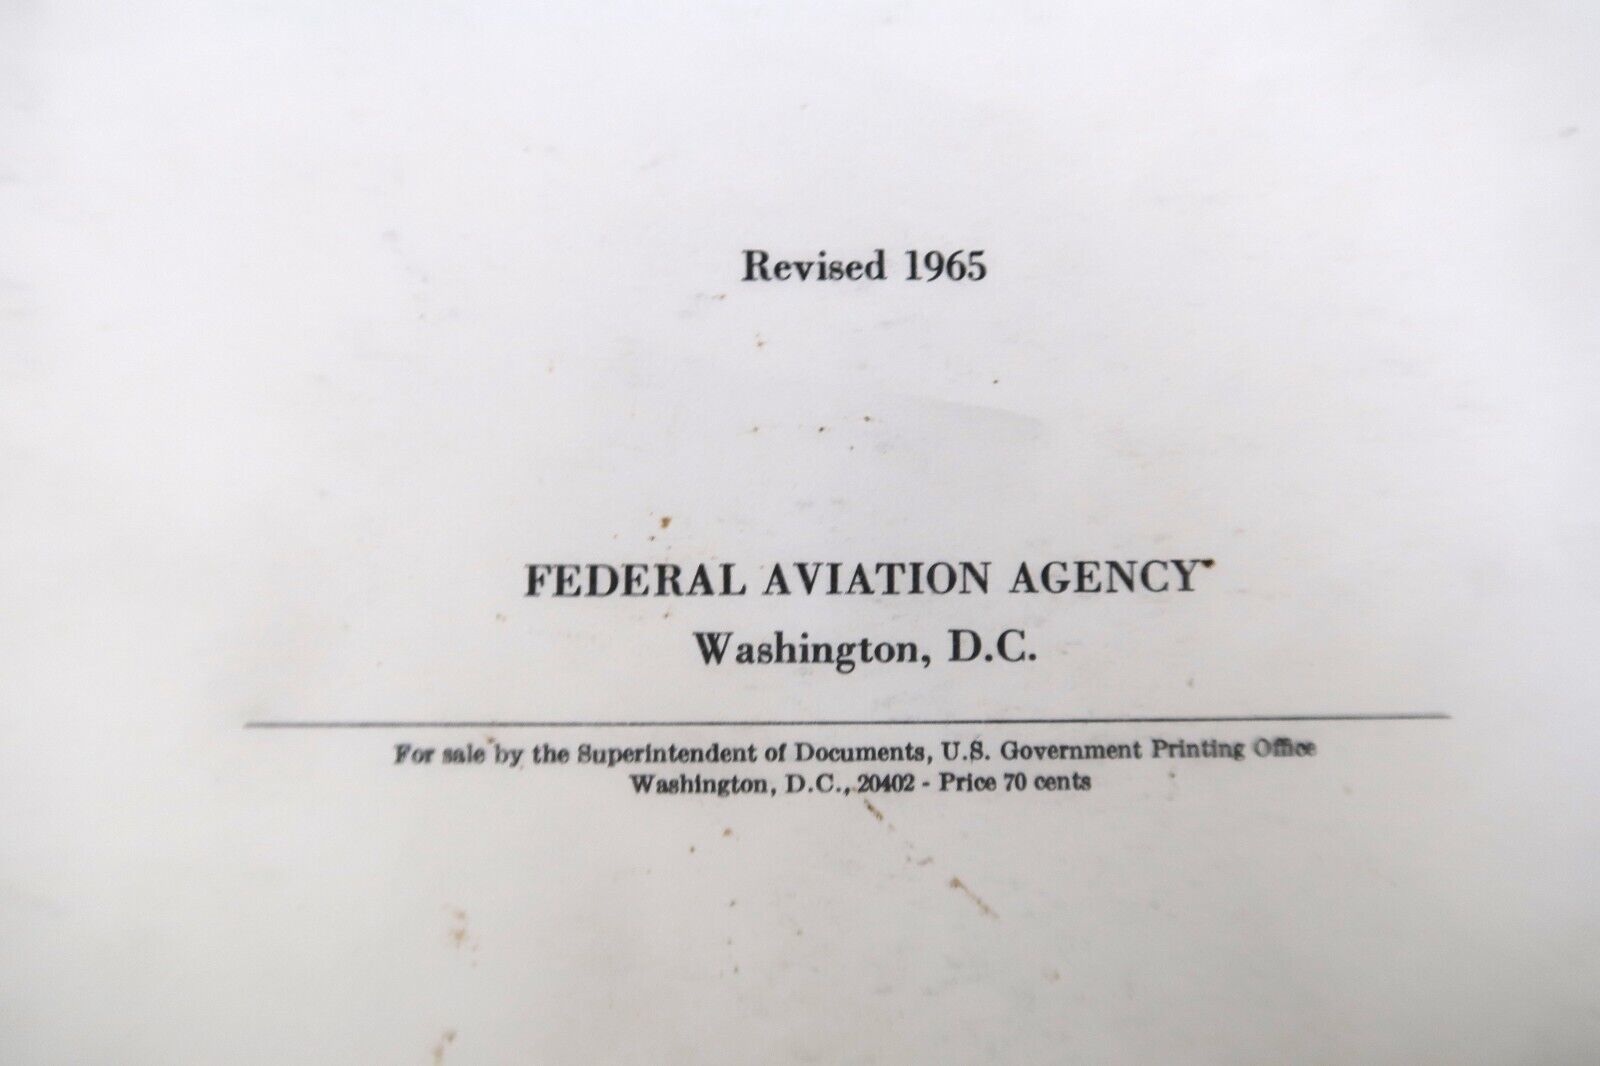 Revised 1965
FEDERAL AVIATION AGENCY
Washington, D.C.
For sale by the Superintendent of Documents, U.S. Government Printing Office
Washington, D.C., 20402 - Price 70 cents